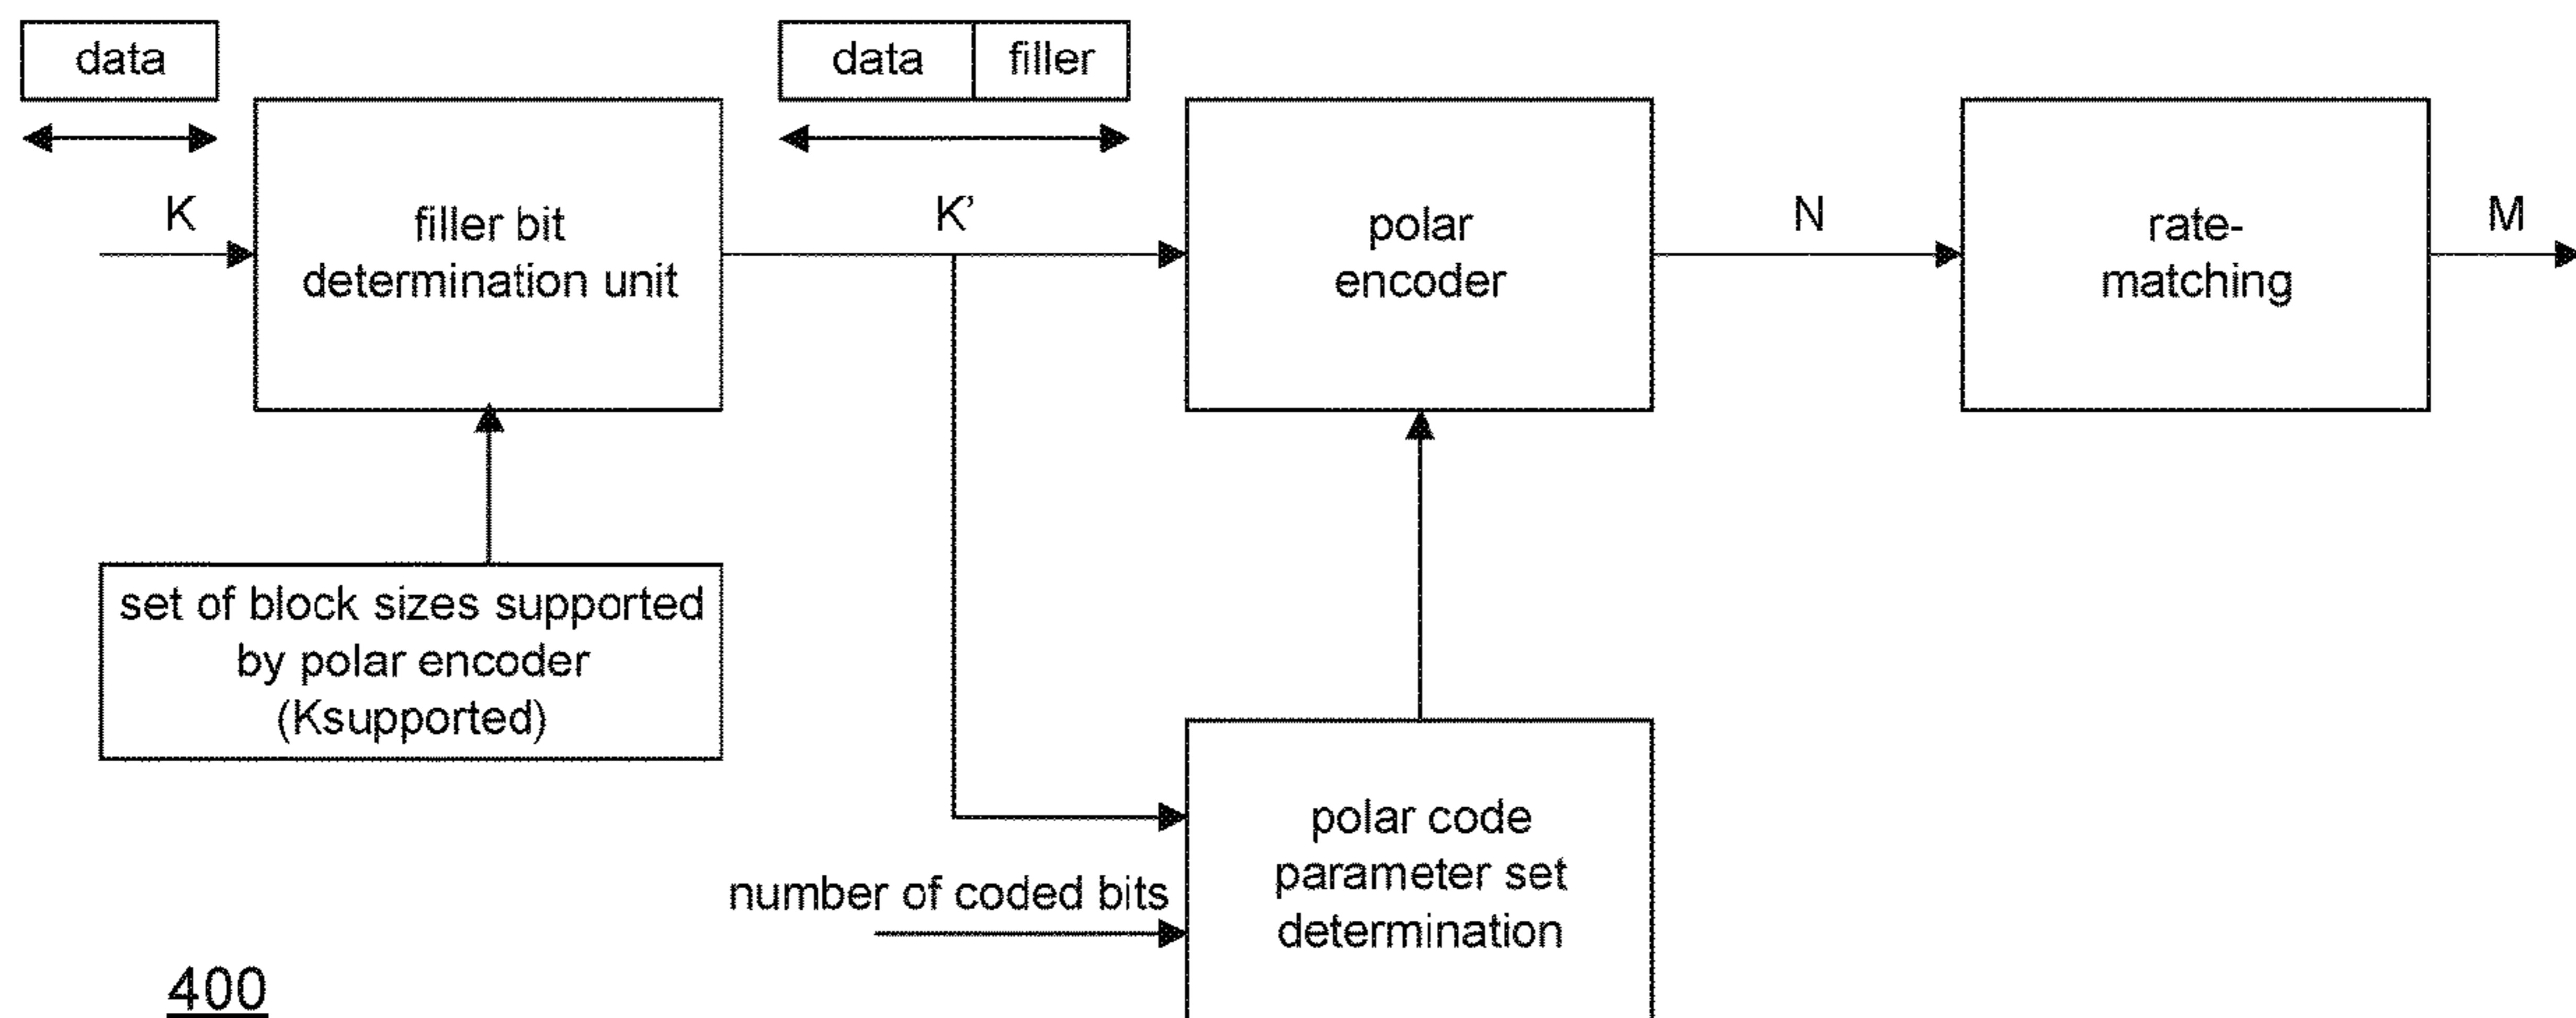 data
data filler
K
filler bit
determination unit
K'
polar
encoder
N
rate-
matching
M
set of block sizes supported
by polar encoder
(Ksupported)
number of coded bits
polar code
parameter set
determination
400